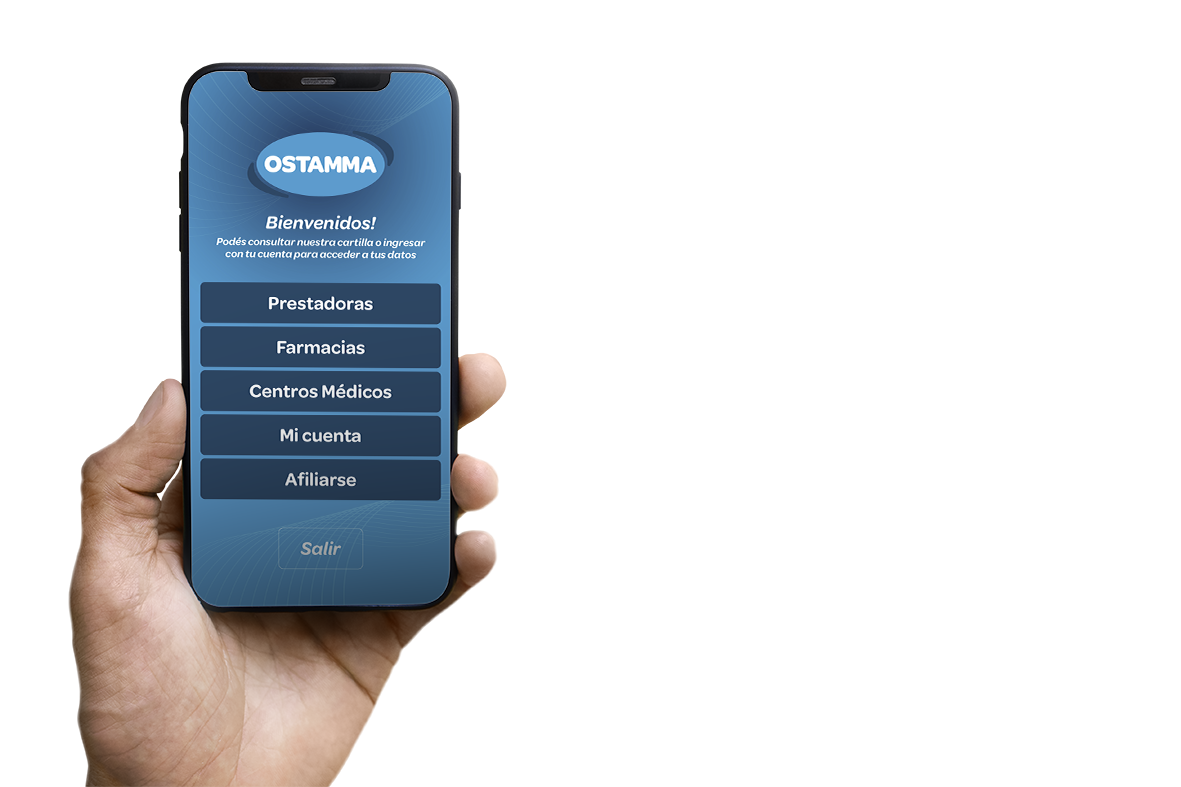 OSTAMMA
Bienvenidos!
Podés consultar nuestra cartilla o ingresar
con tu cuenta para acceder a tus datos
Prestadoras
Farmacias
Centros Médicos
Mi cuenta
Afiliarse
Salir